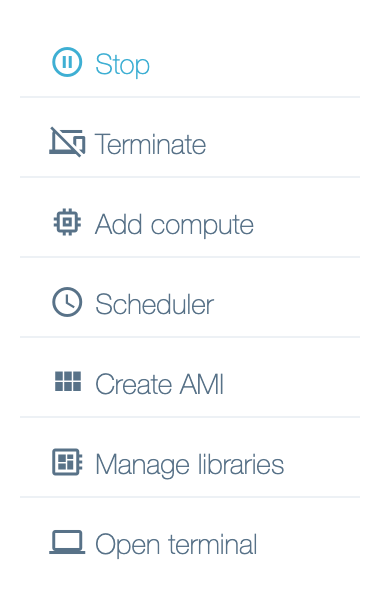 Stop
Terminate
Add compute
Scheduler
Create AMI
Manage libraries
Open terminal